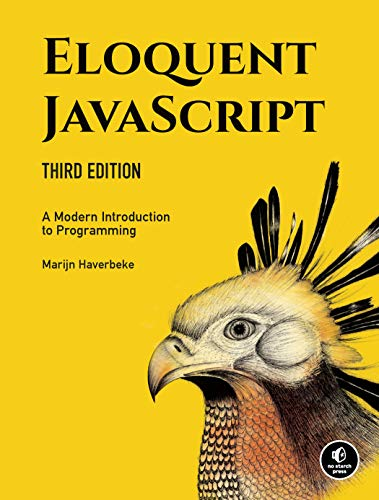 ELOQUENT
JAVASCRIPT
THIRD EDITION
A Modern Introduction
to Programming
Marijn Haverbeke
no starch
press